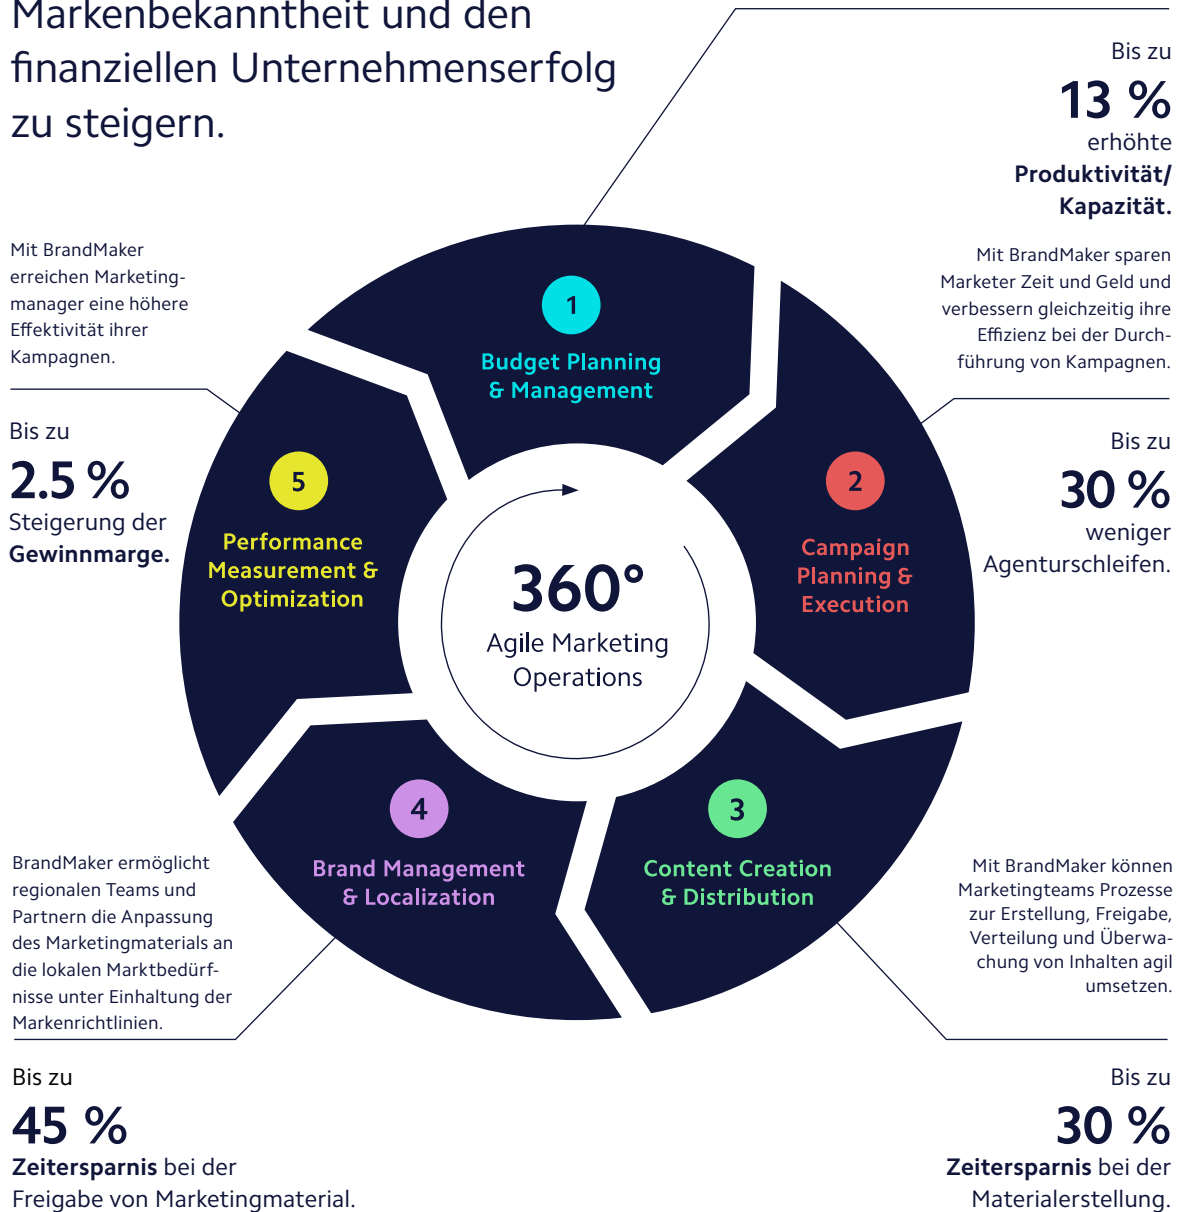 Markenbekanntheit und den
finanziellen Unternehmenserfolg
zu steigern.
Bis zu
13 %
erhöhte
Produktivität/
Kapazität.
1
Budget Planning
& Management
Mit BrandMaker sparen
Marketer Zeit und Geld und
verbessern gleichzeitig ihre
Effizienz bei der Durch-
führung von Kampagnen.
Bis zu
30 %
weniger
Agenturschleifen.
2
Campaign
Planning &
Execution
Mit BrandMaker können
Marketingteams Prozesse
zur Erstellung, Freigabe,
Verteilung und Überwa-
chung von Inhalten agil
umsetzen.
Bis zu
30 %
Zeitersparnis bei der
Materialerstellung.
3
Content Creation
& Distribution
BrandMaker ermöglicht
regionalen Teams und
Partnern die Anpassung
des Marketingmaterials an
die lokalen Marktbedürf-
nisse unter Einhaltung der
Markenrichtlinien.
Bis zu
45 %
Zeitersparnis bei der
Freigabe von Marketingmaterial.
4
Brand Management
& Localization
Mit BrandMaker
erreichen Marketing-
manager eine höhere
Effektivität ihrer
Kampagnen.
Bis zu
2.5 %
Steigerung der
Gewinnmarge.
5
Performance
Measurement &
Optimization
360°
Agile Marketing
Operations